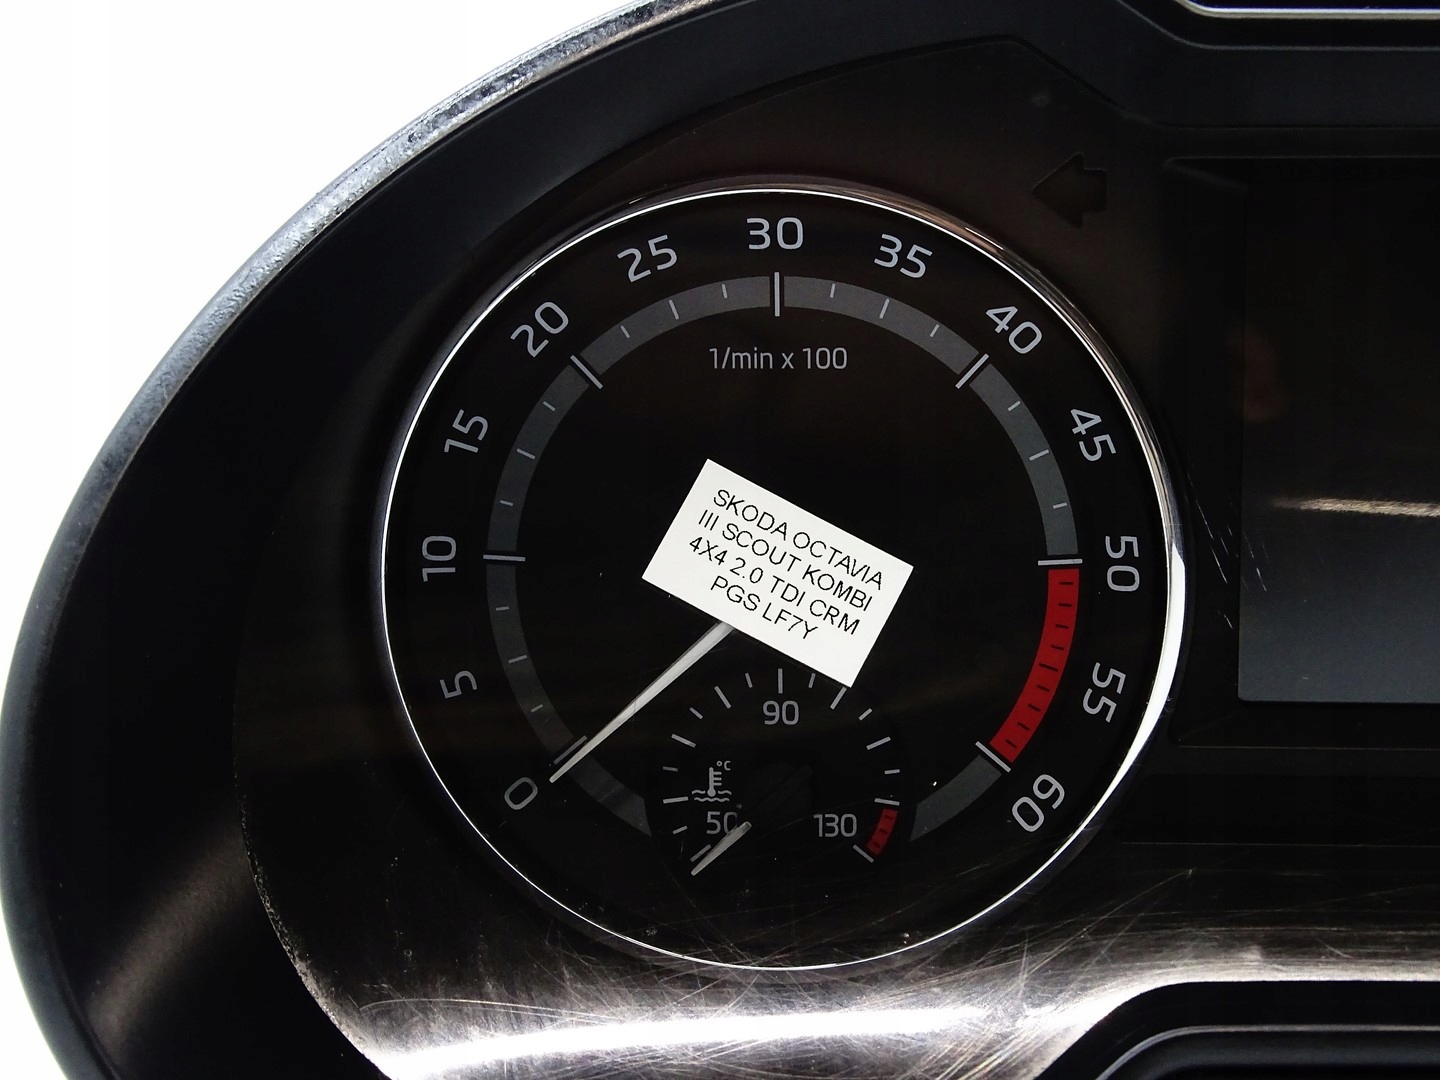 30
25
35
20
40
1/min x 100
15
45
SKODA OCTAVIA
III SCOUT KOMBI
4X4 2.0 TDI CRM
PGS LF7Y
10
50
5
55
90
°C
0
60
50
130